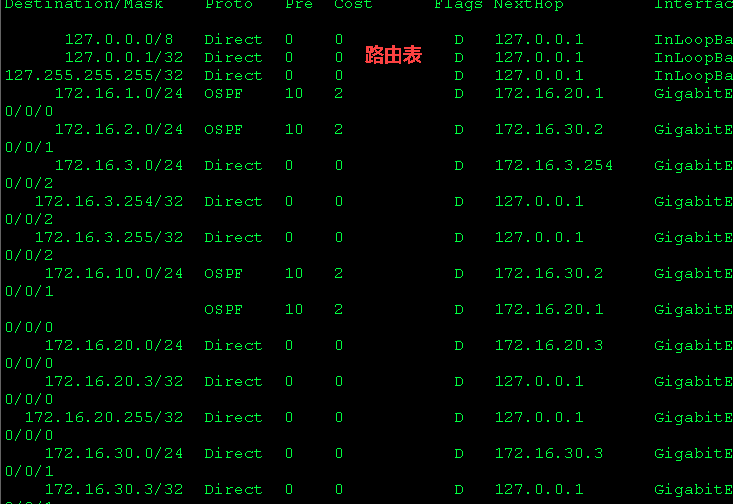 Destination/Mask Proto Pre Cost Flags NextHop Interfac
127.0.0.0/8 Direct 0 0 D 127.0.0.1 InLoopBa
路由表
127.0.0.1/32 Direct 0 0 D 127.0.0.1 InLoopBa
127.255.255.255/32 Direct 0 0 D 127.0.0.1 InLoopBa
172.16.1.0/24 OSPF 10 2 D 172.16.20.1 GigabitE
0/0/0
172.16.2.0/24 OSPF 10 2 D 172.16.30.2 GigabitE
0/0/1
172.16.3.0/24 Direct 0 0 D 172.16.3.254 GigabitE
0/0/2
172.16.3.254/32 Direct 0 0 D 127.0.0.1 GigabitE
0/0/2
172.16.3.255/32 Direct 0 0 D 127.0.0.1 GigabitE
0/0/2
172.16.10.0/24 OSPF 10 2 D 172.16.30.2 GigabitE
0/0/1
OSPF 10 2 D 172.16.20.1 GigabitE
0/0/0
172.16.20.0/24 Direct 0 0 D 172.16.20.3 GigabitE
0/0/0
172.16.20.3/32 Direct 0 0 D 127.0.0.1 GigabitE
0/0/0
172.16.20.255/32 Direct 0 0 D 127.0.0.1 GigabitE
0/0/0
172.16.30.0/24 Direct 0 0 D 172.16.30.3 GigabitE
0/0/1
172.16.30.3/32 Direct 0 0 D 127.0.0.1 GigabitE